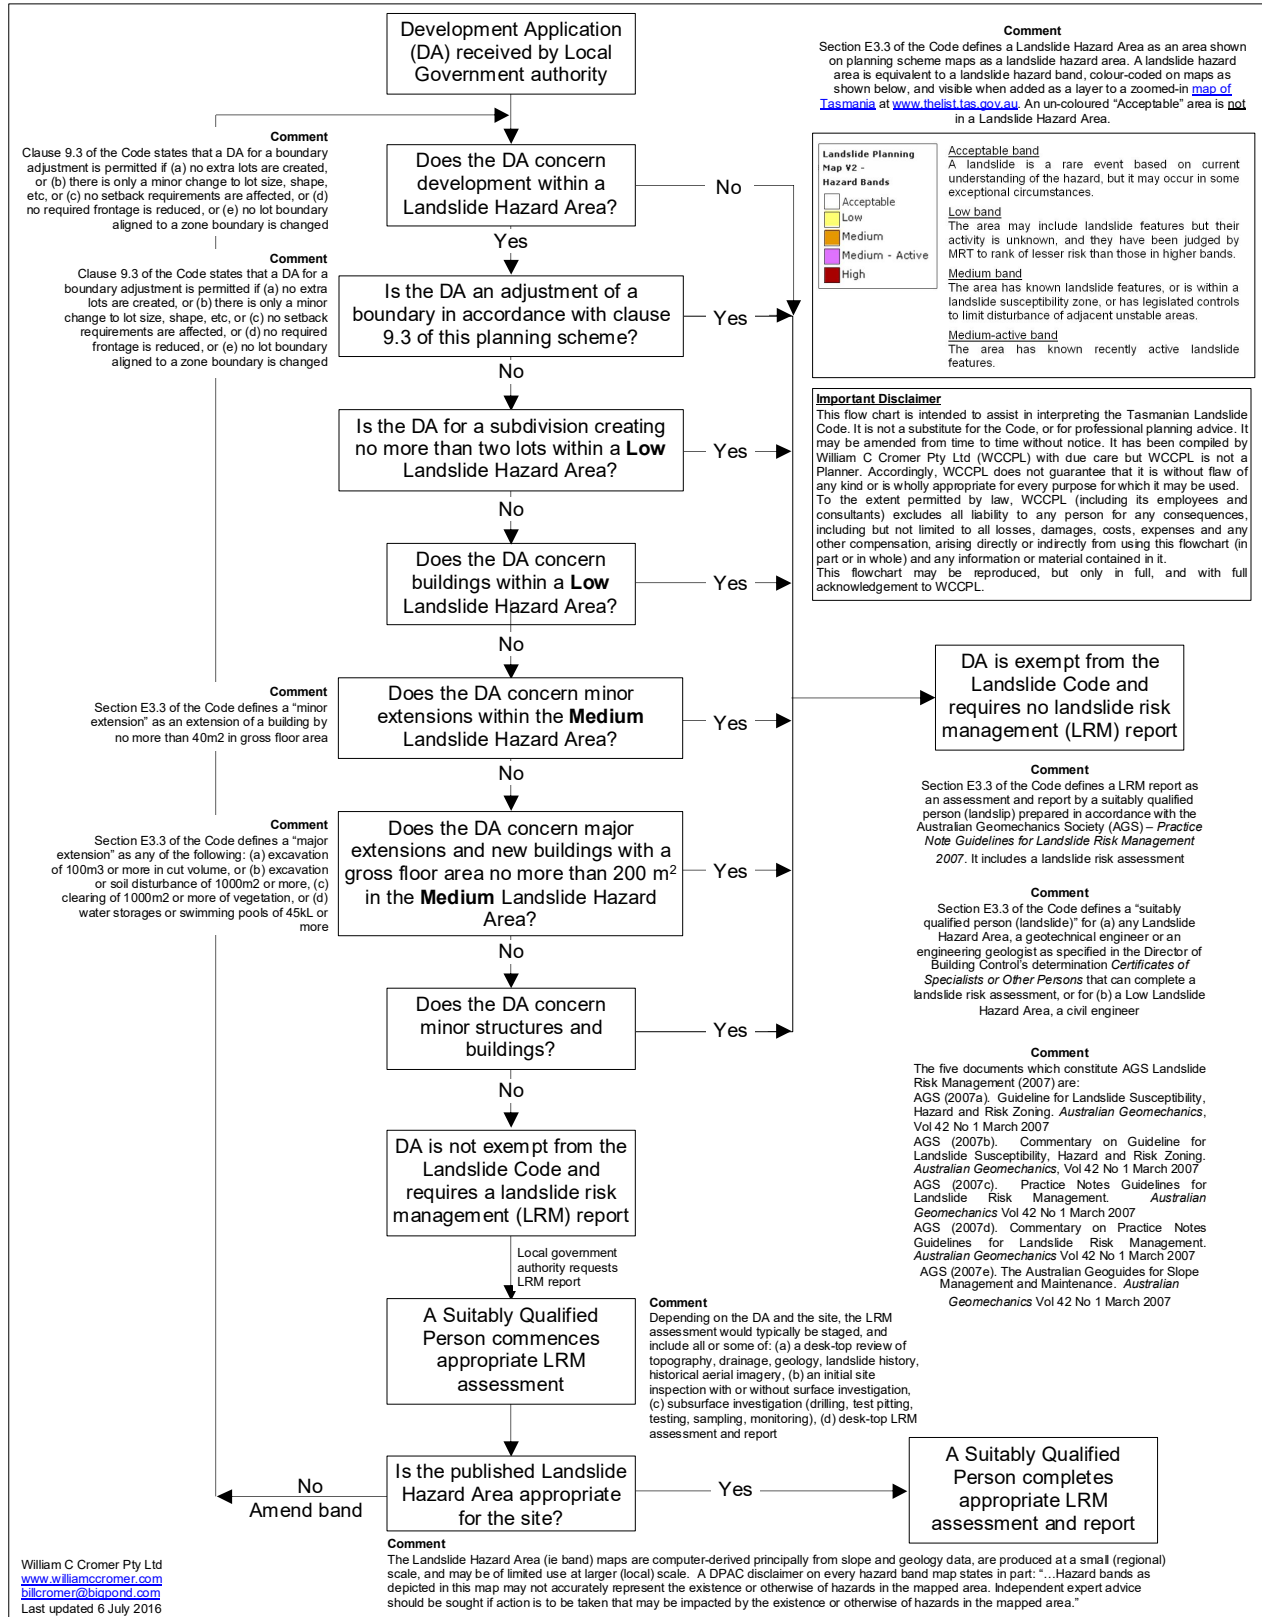 Development Application
(DA) received by Local
Government authority
Comment
Section E3.3 of the Code defines a Landslide Hazard Area as an area shown
on planning scheme maps as a landslide hazard area. A landslide hazard
area is equivalent to a landslide hazard band, colour-coded on maps as
shown below, and visible when added as a layer to a zoomed-in map of
Tasmania at www.thelist.tas.gov.au. An un-coloured “Acceptable” area is not
in a Landslide Hazard Area.
Comment
Clause 9.3 of the Code states that a DA for a boundary
adjustment is permitted if (a) no extra lots are created,
or (b) there is only a minor change to lot size, shape,
etc, or (c) no setback requirements are affected, or (d)
no required frontage is reduced, or (e) no lot boundary
aligned to a zone boundary is changed
Does the DA concern
development within a
Landslide Hazard Area?
No
Yes
Landslide Planning
Map V2 -
Hazard Bands
Acceptable
Low
Medium
Medium - Active
High
Acceptable band
A landslide is a rare event based on current
understanding of the hazard, but it may occur in some
exceptional circumstances.
Low band
The area may include landslide features but their
activity is unknown, and they have been judged by
MRT to rank of lesser risk than those in higher bands.
Medium band
The area has known landslide features, or is within a
landslide susceptibility zone, or has legislated controls
to limit disturbance of adjacent unstable areas.
Medium-active band
The area has known recently active landslide
features.
Comment
Clause 9.3 of the Code states that a DA for a
boundary adjustment is permitted if (a) no extra
lots are created, or (b) there is only a minor
change to lot size, shape, etc, or (c) no setback
requirements are affected, or (d) no required
frontage is reduced, or (e) no lot boundary
aligned to a zone boundary is changed
Is the DA an adjustment of a
boundary in accordance with clause
9.3 of this planning scheme?
Yes
No
Important Disclaimer
This flow chart is intended to assist in interpreting the Tasmanian Landslide
Code. It is not a substitute for the Code, or for professional planning advice. It
may be amended from time to time without notice. It has been compiled by
William C Cromer Pty Ltd (WCCPL) with due care but WCCPL is not a
Planner. Accordingly, WCCPL does not guarantee that it is without flaw of
any kind or is wholly appropriate for every purpose for which it may be used.
To the extent permitted by law, WCCPL (including its employees and
consultants) excludes all liability to any person for any consequences,
including but not limited to all losses, damages, costs, expenses and any
other compensation, arising directly or indirectly from using this flowchart (in
part or in whole) and any information or material contained in it.
This flowchart may be reproduced, but only in full, and with full
acknowledgement to WCCPL.
Is the DA for a subdivision creating
no more than two lots within a Low
Landslide Hazard Area?
Yes
No
Does the DA concern
buildings within a Low
Landslide Hazard Area?
Yes
No
DA is exempt from the
Landslide Code and
requires no landslide risk
management (LRM) report
Comment
Section E3.3 of the Code defines a “minor
extension” as an extension of a building by
no more than 40m2 in gross floor area
Does the DA concern minor
extensions within the Medium
Landslide Hazard Area?
Yes
No
Comment
Section E3.3 of the Code defines a LRM report as
an assessment and report by a suitably qualified
person (landslip) prepared in accordance with the
Australian Geomechanics Society (AGS) – Practice
Note Guidelines for Landslide Risk Management
2007. It includes a landslide risk assessment
Comment
Section E3.3 of the Code defines a “major
extension” as any of the following: (a) excavation
of 100m3 or more in cut volume, or (b) excavation
or soil disturbance of 1000m2 or more, (c)
clearing of 1000m2 or more of vegetation, or (d)
water storages or swimming pools of 45kL or
more
Does the DA concern major
extensions and new buildings with a
gross floor area no more than 200 m²
in the Medium Landslide Hazard
Area?
Yes
No
Comment
Section E3.3 of the Code defines a “suitably
qualified person (landslide)” for (a) any Landslide
Hazard Area, a geotechnical engineer or an
engineering geologist as specified in the Director of
Building Control’s determination Certificates of
Specialists or Other Persons that can complete a
landslide risk assessment, or for (b) a Low Landslide
Hazard Area, a civil engineer
Does the DA concern
minor structures and
buildings?
Yes
No
Comment
The five documents which constitute AGS Landslide
Risk Management (2007) are:
AGS (2007a). Guideline for Landslide Susceptibility,
Hazard and Risk Zoning. Australian Geomechanics,
Vol 42 No 1 March 2007
AGS (2007b). Commentary on Guideline for
Landslide Susceptibility, Hazard and Risk Zoning.
Australian Geomechanics, Vol 42 No 1 March 2007
AGS (2007c). Practice Notes Guidelines for
Landslide Risk Management. Australian
Geomechanics Vol 42 No 1 March 2007
AGS (2007d). Commentary on Practice Notes
Guidelines for Landslide Risk Management.
Australian Geomechanics Vol 42 No 1 March 2007
AGS (2007e). The Australian Geoguides for Slope
Management and Maintenance. Australian
Geomechanics Vol 42 No 1 March 2007
DA is not exempt from the
Landslide Code and
requires a landslide risk
management (LRM) report
Local government
authority requests
LRM report
A Suitably Qualified
Person commences
appropriate LRM
assessment
Comment
Depending on the DA and the site, the LRM
assessment would typically be staged, and
include all or some of: (a) a desk-top review of
topography, drainage, geology, landslide history,
historical aerial imagery, (b) an initial site
inspection with or without surface investigation,
(c) subsurface investigation (drilling, test pitting,
testing, sampling, monitoring), (d) desk-top LRM
assessment and report
Is the published Landslide
Hazard Area appropriate
for the site?
No
Amend band
Yes
A Suitably Qualified
Person completes
appropriate LRM
assessment and report
Comment
The Landslide Hazard Area (ie band) maps are computer-derived principally from slope and geology data, are produced at a small (regional)
scale, and may be of limited use at larger (local) scale. A DPAC disclaimer on every hazard band map states in part: “…Hazard bands as
depicted in this map may not accurately represent the existence or otherwise of hazards in the mapped area. Independent expert advice
should be sought if action is to be taken that may be impacted by the existence or otherwise of hazards in the mapped area.”
William C Cromer Pty Ltd
www.williamccromer.com
billcromer@bigpond.com
Last updated 6 July 2016